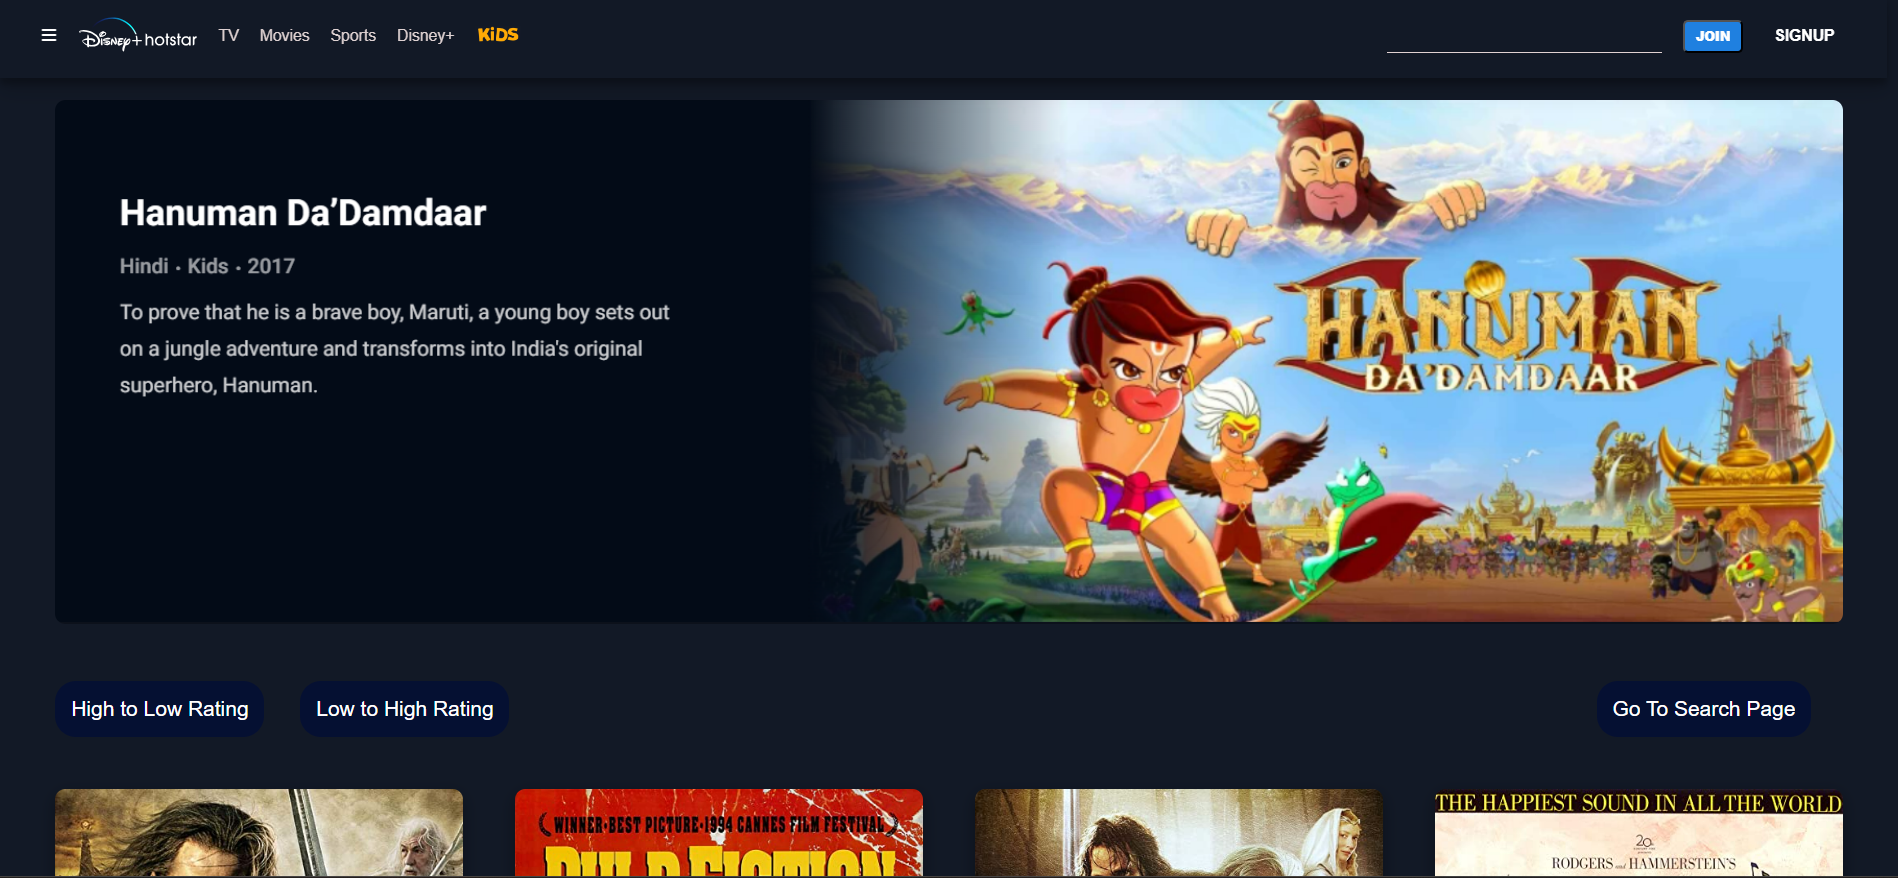 Disney+ hotstar TV Movies Sports Disney+ KiDS JOIN SIGNUP
Hanuman Da’Damdaar
Hindi • Kids • 2017
To prove that he is a brave boy, Maruti, a young boy sets out
on a jungle adventure and transforms into India's original
superhero, Hanuman.
HANUMAN
DA'DAMDAAR
High to Low Rating Low to High Rating Go To Search Page
WINNER-BEST PICTURE-1994 CANNES FILM FESTIVAL
PULP FICTION
THE HAPPIEST SOUND IN ALL THE WORLD
RODGERS and HAMMERSTEIN'S